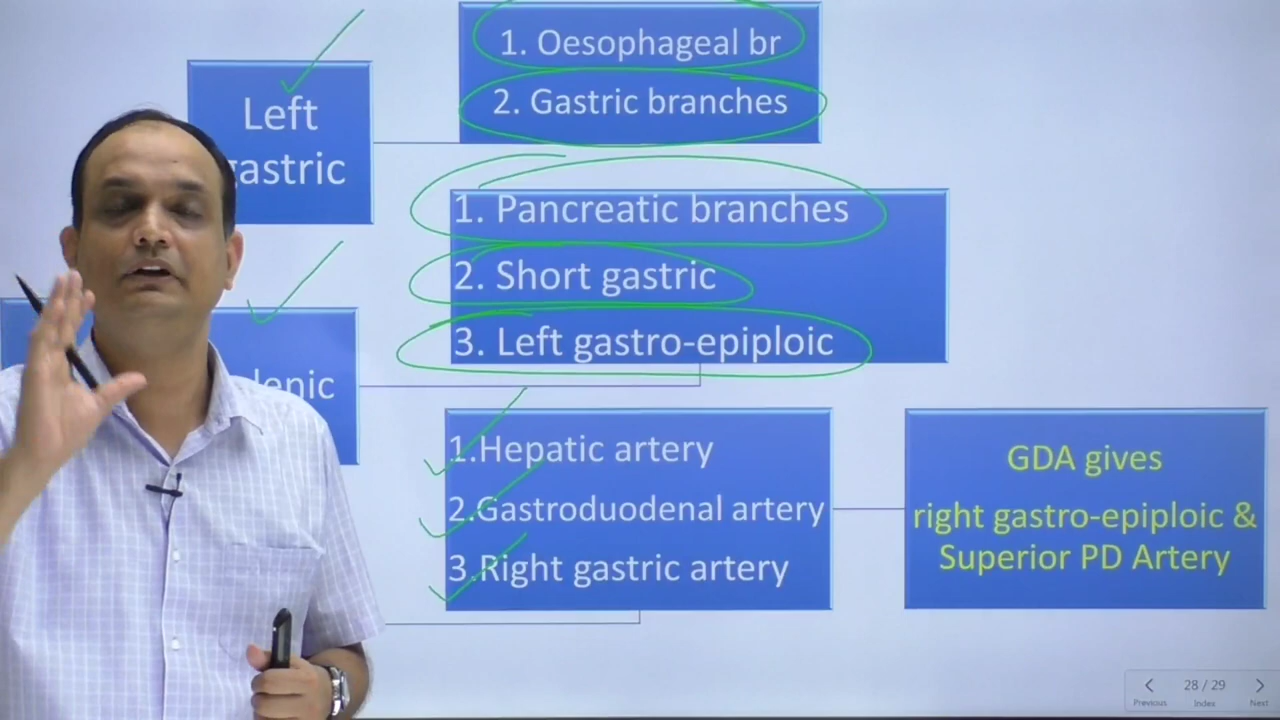 Left
gastric
1. Oesophageal br
2. Gastric branches
1. Pancreatic branches
2. Short gastric
3. Left gastro-epiploic
1.Hepatic artery
2.Gastroduodenal artery
3.Right gastric artery
GDA gives
right gastro-epiploic &
Superior PD Artery
28 / 29
Previous
Index
Next